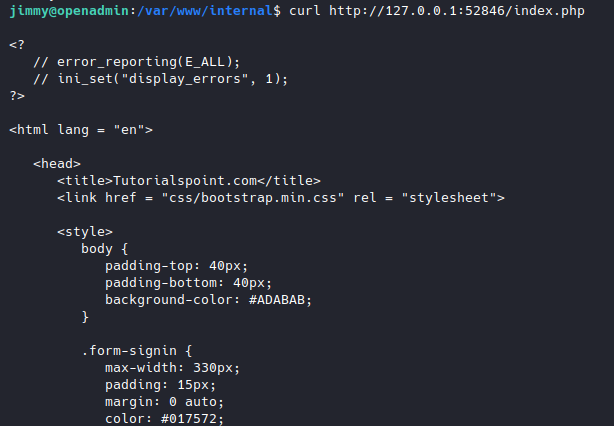 jimmy@openadmin:/var/www/internal$ curl http://127.0.0.1:52846/index.php
<?
// error_reporting(E_ALL);
// ini_set("display_errors", 1);
?>
<html lang = "en">
<head>
<title>Tutorialspoint.com</title>
<link href = "css/bootstrap.min.css" rel = "stylesheet">
<style>
body {
padding-top: 40px;
padding-bottom: 40px;
background-color: #ADABAB;
}
.form-signin {
max-width: 330px;
padding: 15px;
margin: 0 auto;
color: #017572;